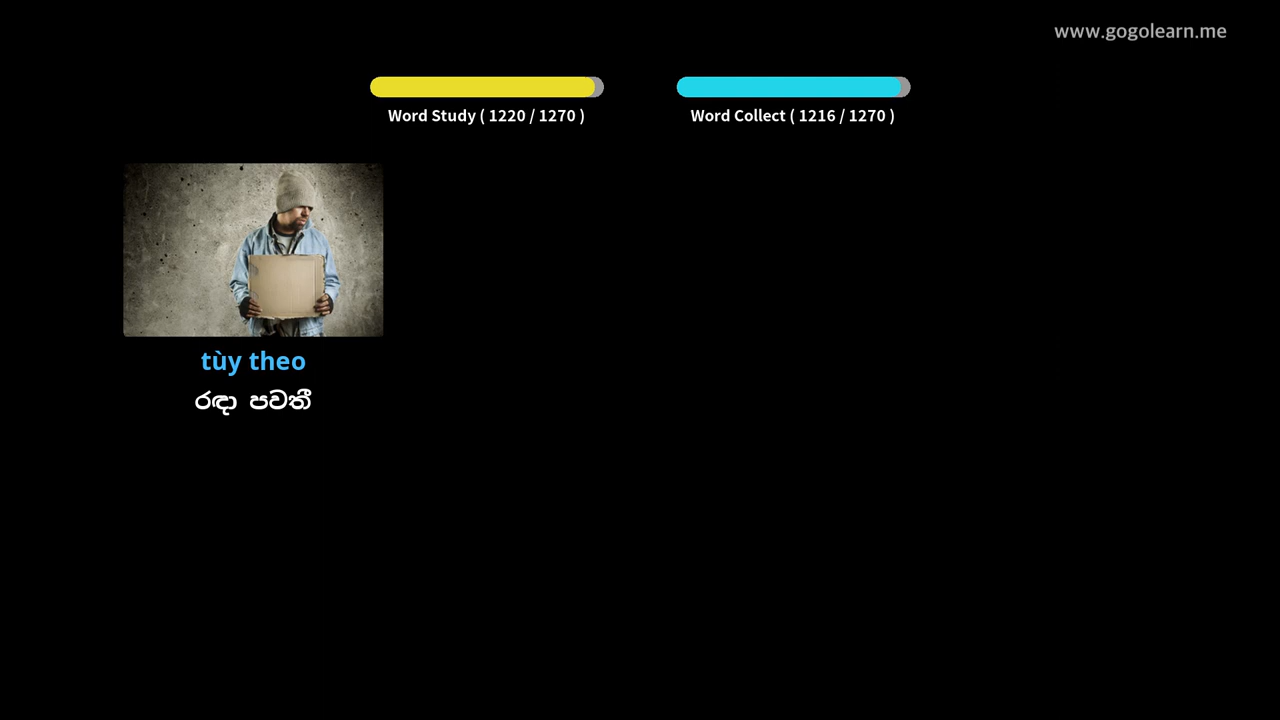 www.gogolearn.me
Word Study ( 1220 / 1270 )
Word Collect ( 1216 / 1270 )
tùy theo
රඳා පවතී